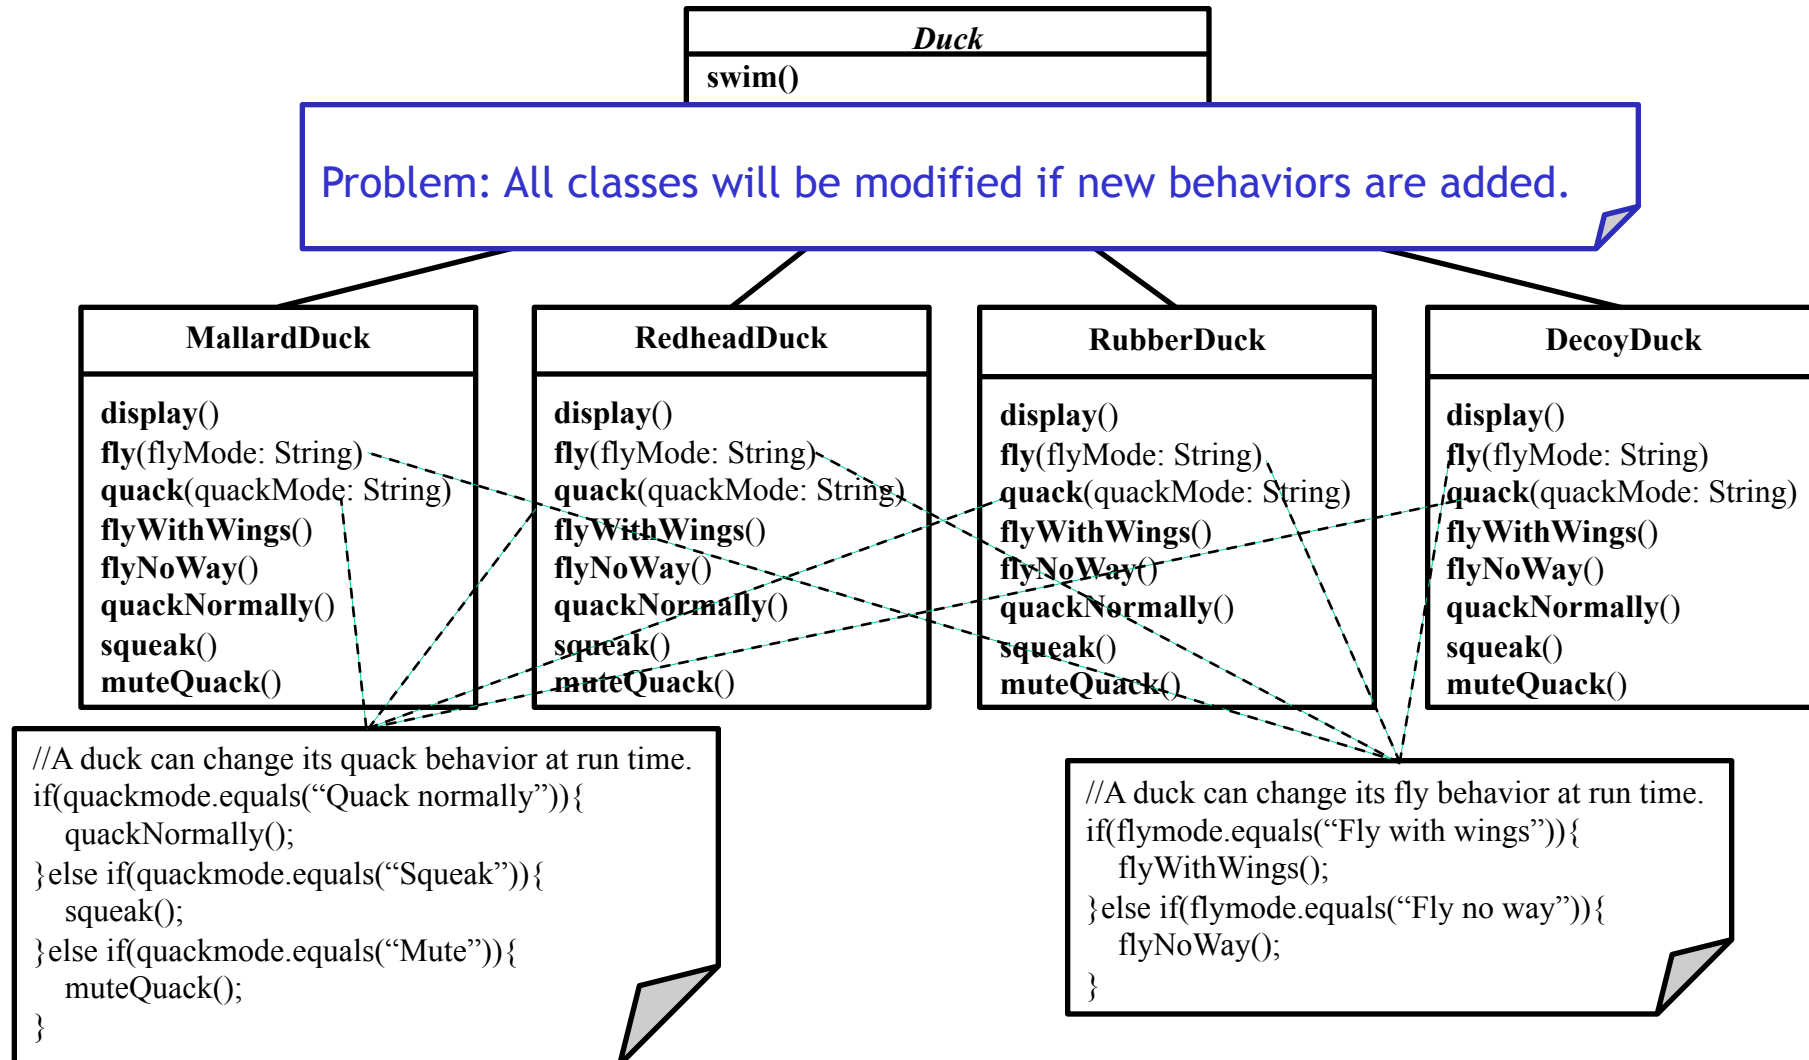 Duck
swim()
Problem: All classes will be modified if new behaviors are added.
MallardDuck
display()
fly(flyMode: String)
quack(quackMode: String)
flyWithWings()
flyNoWay()
quackNormally()
squeak()
muteQuack()
RedheadDuck
display()
fly(flyMode: String)
quack(quackMode: String)
flyWithWings()
flyNoWay()
quackNormally()
squeak()
muteQuack()
RubberDuck
display()
fly(flyMode: String)
quack(quackMode: String)
flyWithWings()
flyNoWay()
quackNormally()
squeak()
muteQuack()
DecoyDuck
display()
fly(flyMode: String)
quack(quackMode: String)
flyWithWings()
flyNoWay()
quackNormally()
squeak()
muteQuack()
//A duck can change its quack behavior at run time.
if(quackmode.equals(“Quack normally”)){
quackNormally();
}else if(quackmode.equals(“Squeak”)){
squeak();
}else if(quackmode.equals(“Mute”)){
muteQuack();
}
//A duck can change its fly behavior at run time.
if(flymode.equals(“Fly with wings”)){
flyWithWings();
}else if(flymode.equals(“Fly no way”)){
flyNoWay();
}